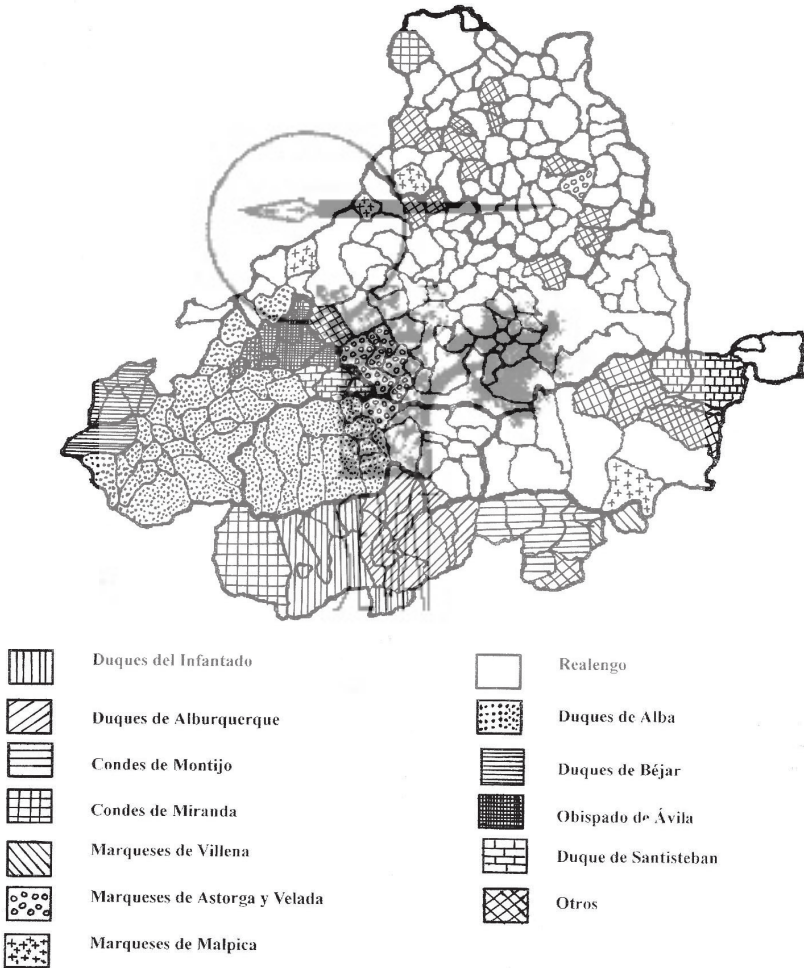 Duques del Infantado
Duques de Alburquerque
Condes de Montijo
Condes de Miranda
Marqueses de Villena
Marqueses de Astorga y Velada
Marqueses de Malpica
Realengo
Duques de Alba
Duques de Béjar
Obispado de Ávila
Duque de Santisteban
Otros